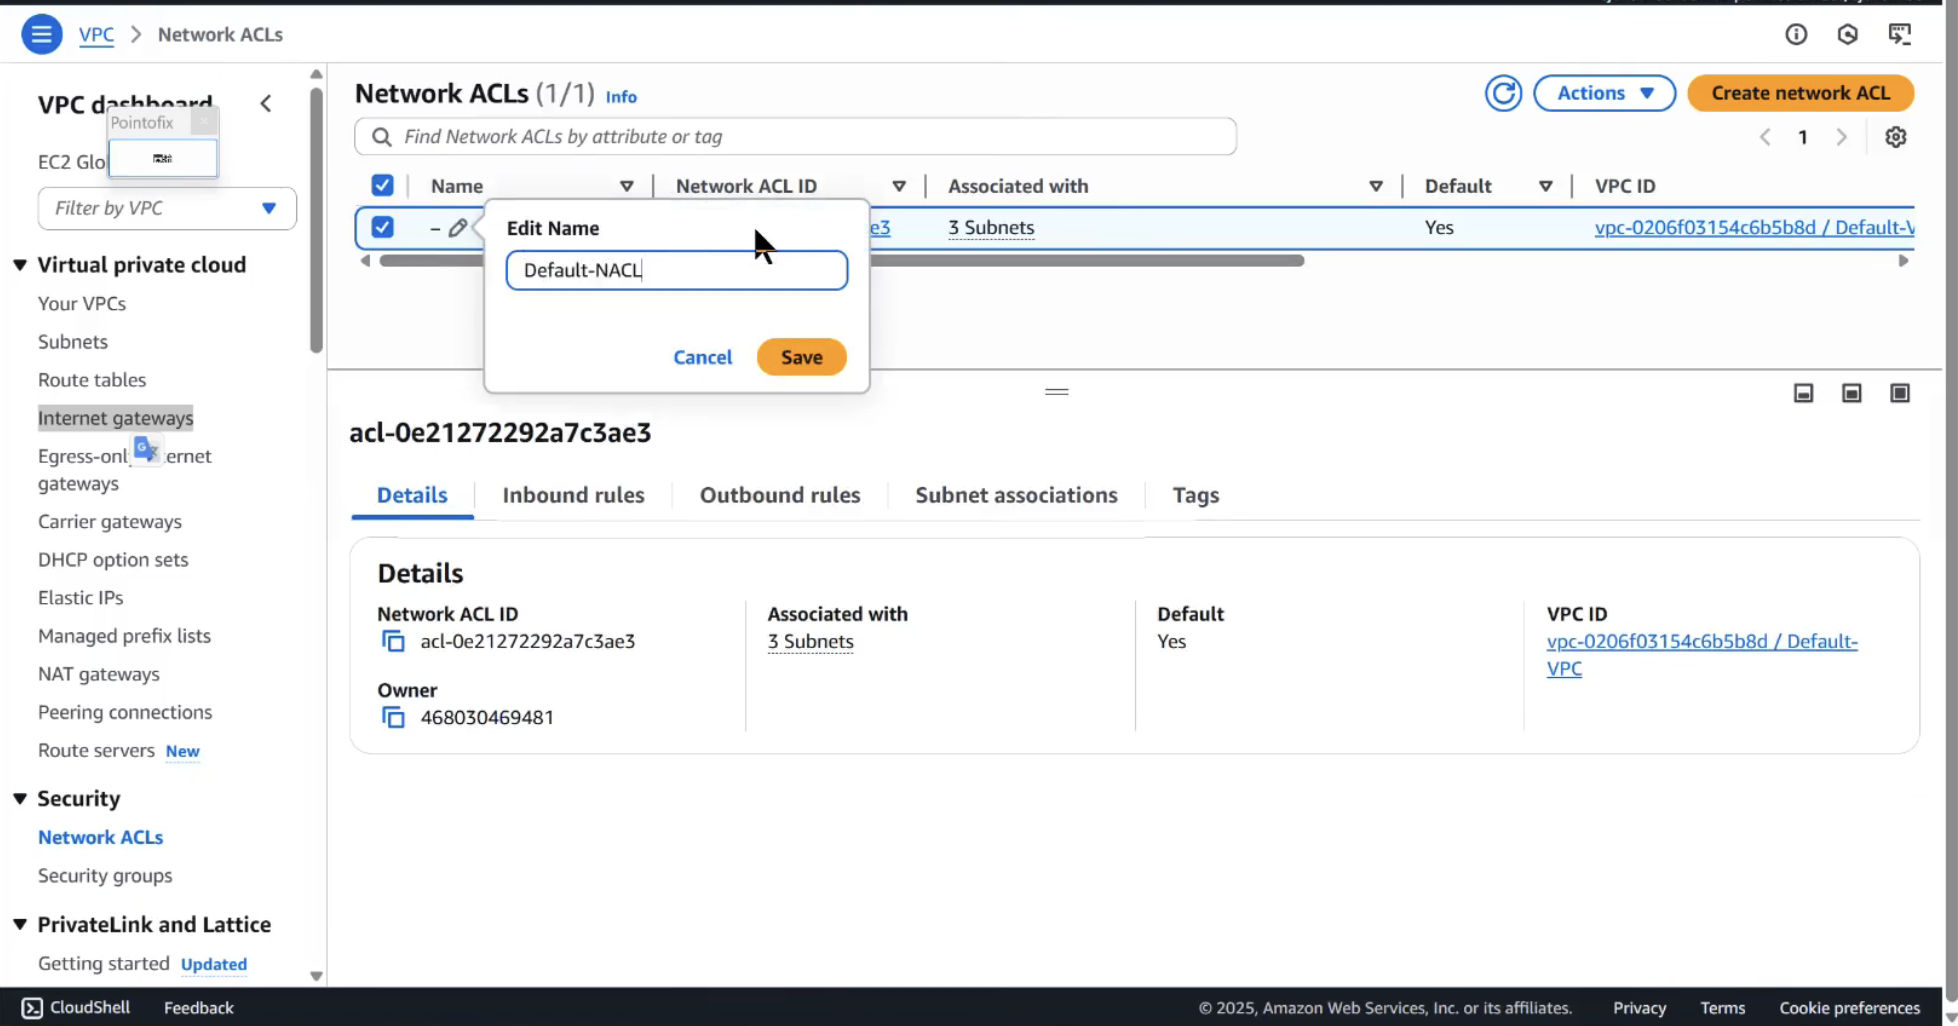 VPC > Network ACLs
VPC dashboard
Pointofix
EC2 Glo
Filter by VPC
Virtual private cloud
Your VPCs
Subnets
Route tables
Internet gateways
Egress-onl ernet
gateways
Carrier gateways
DHCP option sets
Elastic IPs
Managed prefix lists
NAT gateways
Peering connections
Route servers New
Security
Network ACLs
Security groups
PrivateLink and Lattice
Getting started Updated
Network ACLs (1/1) Info
Actions
Create network ACL
Find Network ACLs by attribute or tag
1
Name Network ACL ID Associated with Default VPC ID
– e3 3 Subnets Yes vpc-0206f03154c6b5b8d / Default-V
Edit Name
Default-NACL
Cancel Save
acl-0e21272292a7c3ae3
Details Inbound rules Outbound rules Subnet associations Tags
Details
Network ACL ID
acl-0e21272292a7c3ae3
Owner
468030469481
Associated with
3 Subnets
Default
Yes
VPC ID
vpc-0206f03154c6b5b8d / Default-
VPC
CloudShell Feedback © 2025, Amazon Web Services, Inc. or its affiliates. Privacy Terms Cookie preferences